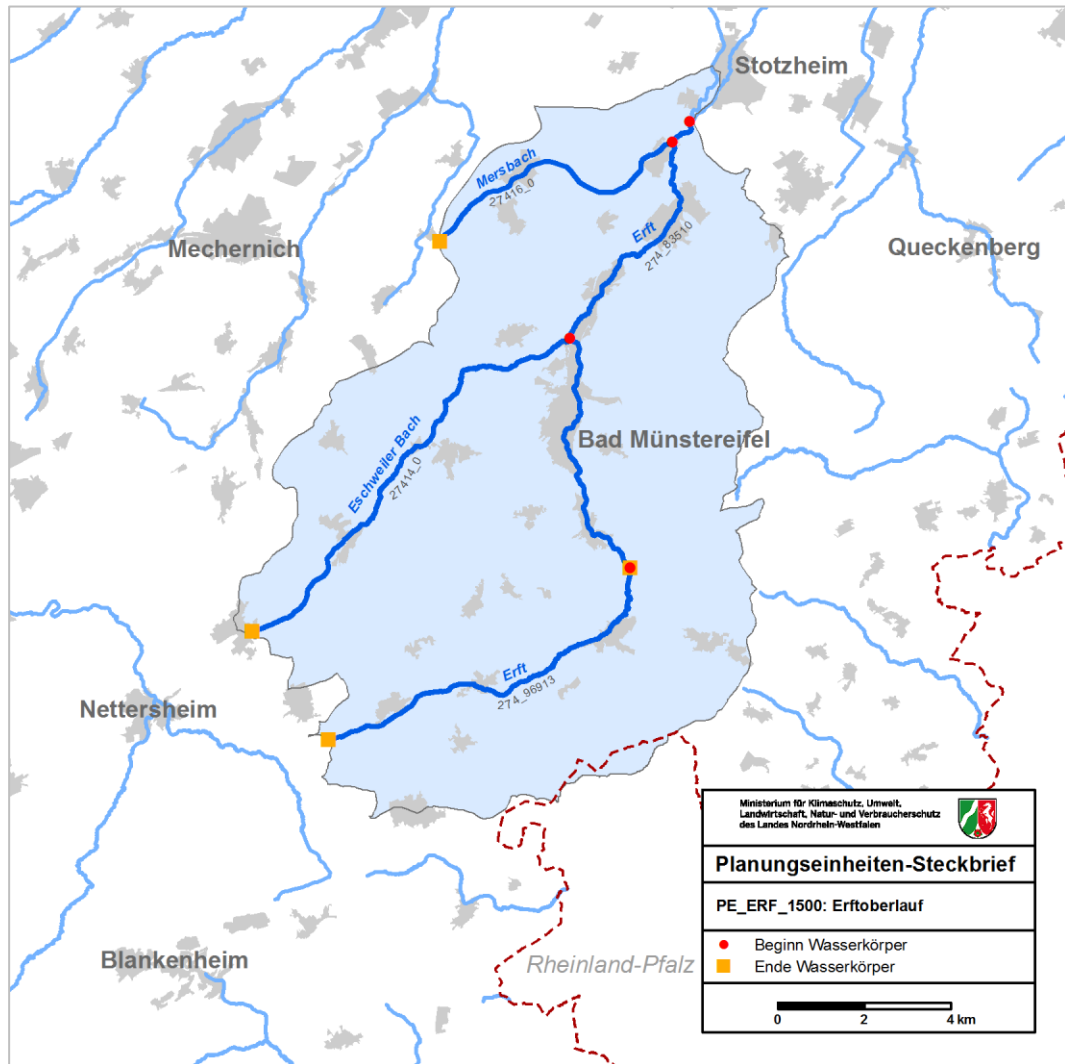 Stotzheim
Mersbach
27416_0
Mechernich
Erft
274_83510
Queckenberg
Bad Münstereifel
Eschweiler Bach
27414_0
Erft
274_96913
Nettersheim
Blankenheim
Rheinland-Pfalz
Ministerium für Klimaschutz, Umwelt,
Landwirtschaft, Natur- und Verbraucherschutz
des Landes Nordrhein-Westfalen
Planungseinheiten-Steckbrief
PE_ERF_1500: Erftoberlauf
Beginn Wasserkörper
Ende Wasserkörper
0 2 4 km